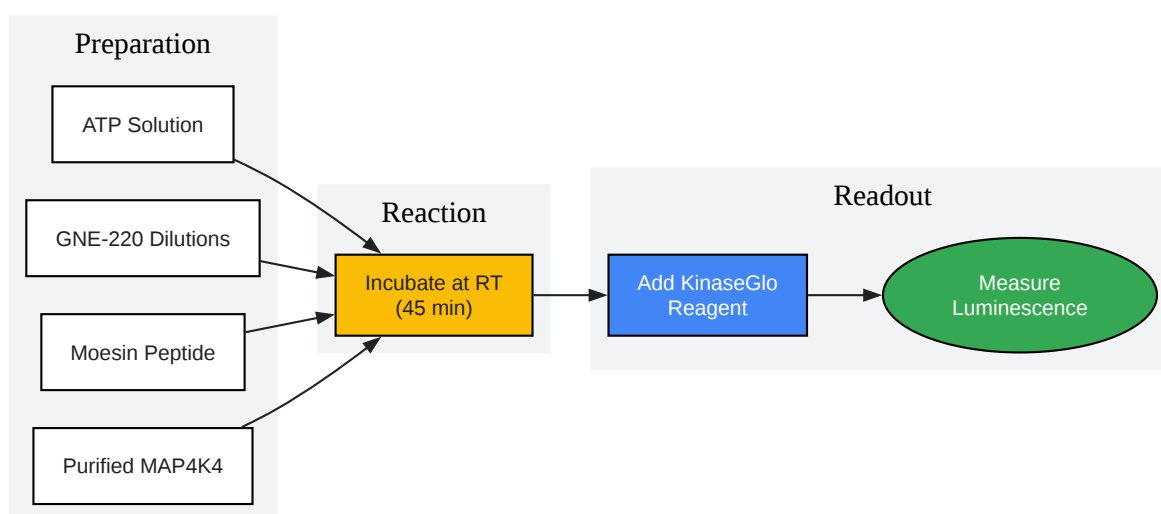 Preparation
ATP Solution
GNE-220 Dilutions
Moesin Peptide
Purified MAP4K4
Reaction
Incubate at RT
(45 min)
Readout
Add KinaseGlo
Reagent
Measure
Luminescence